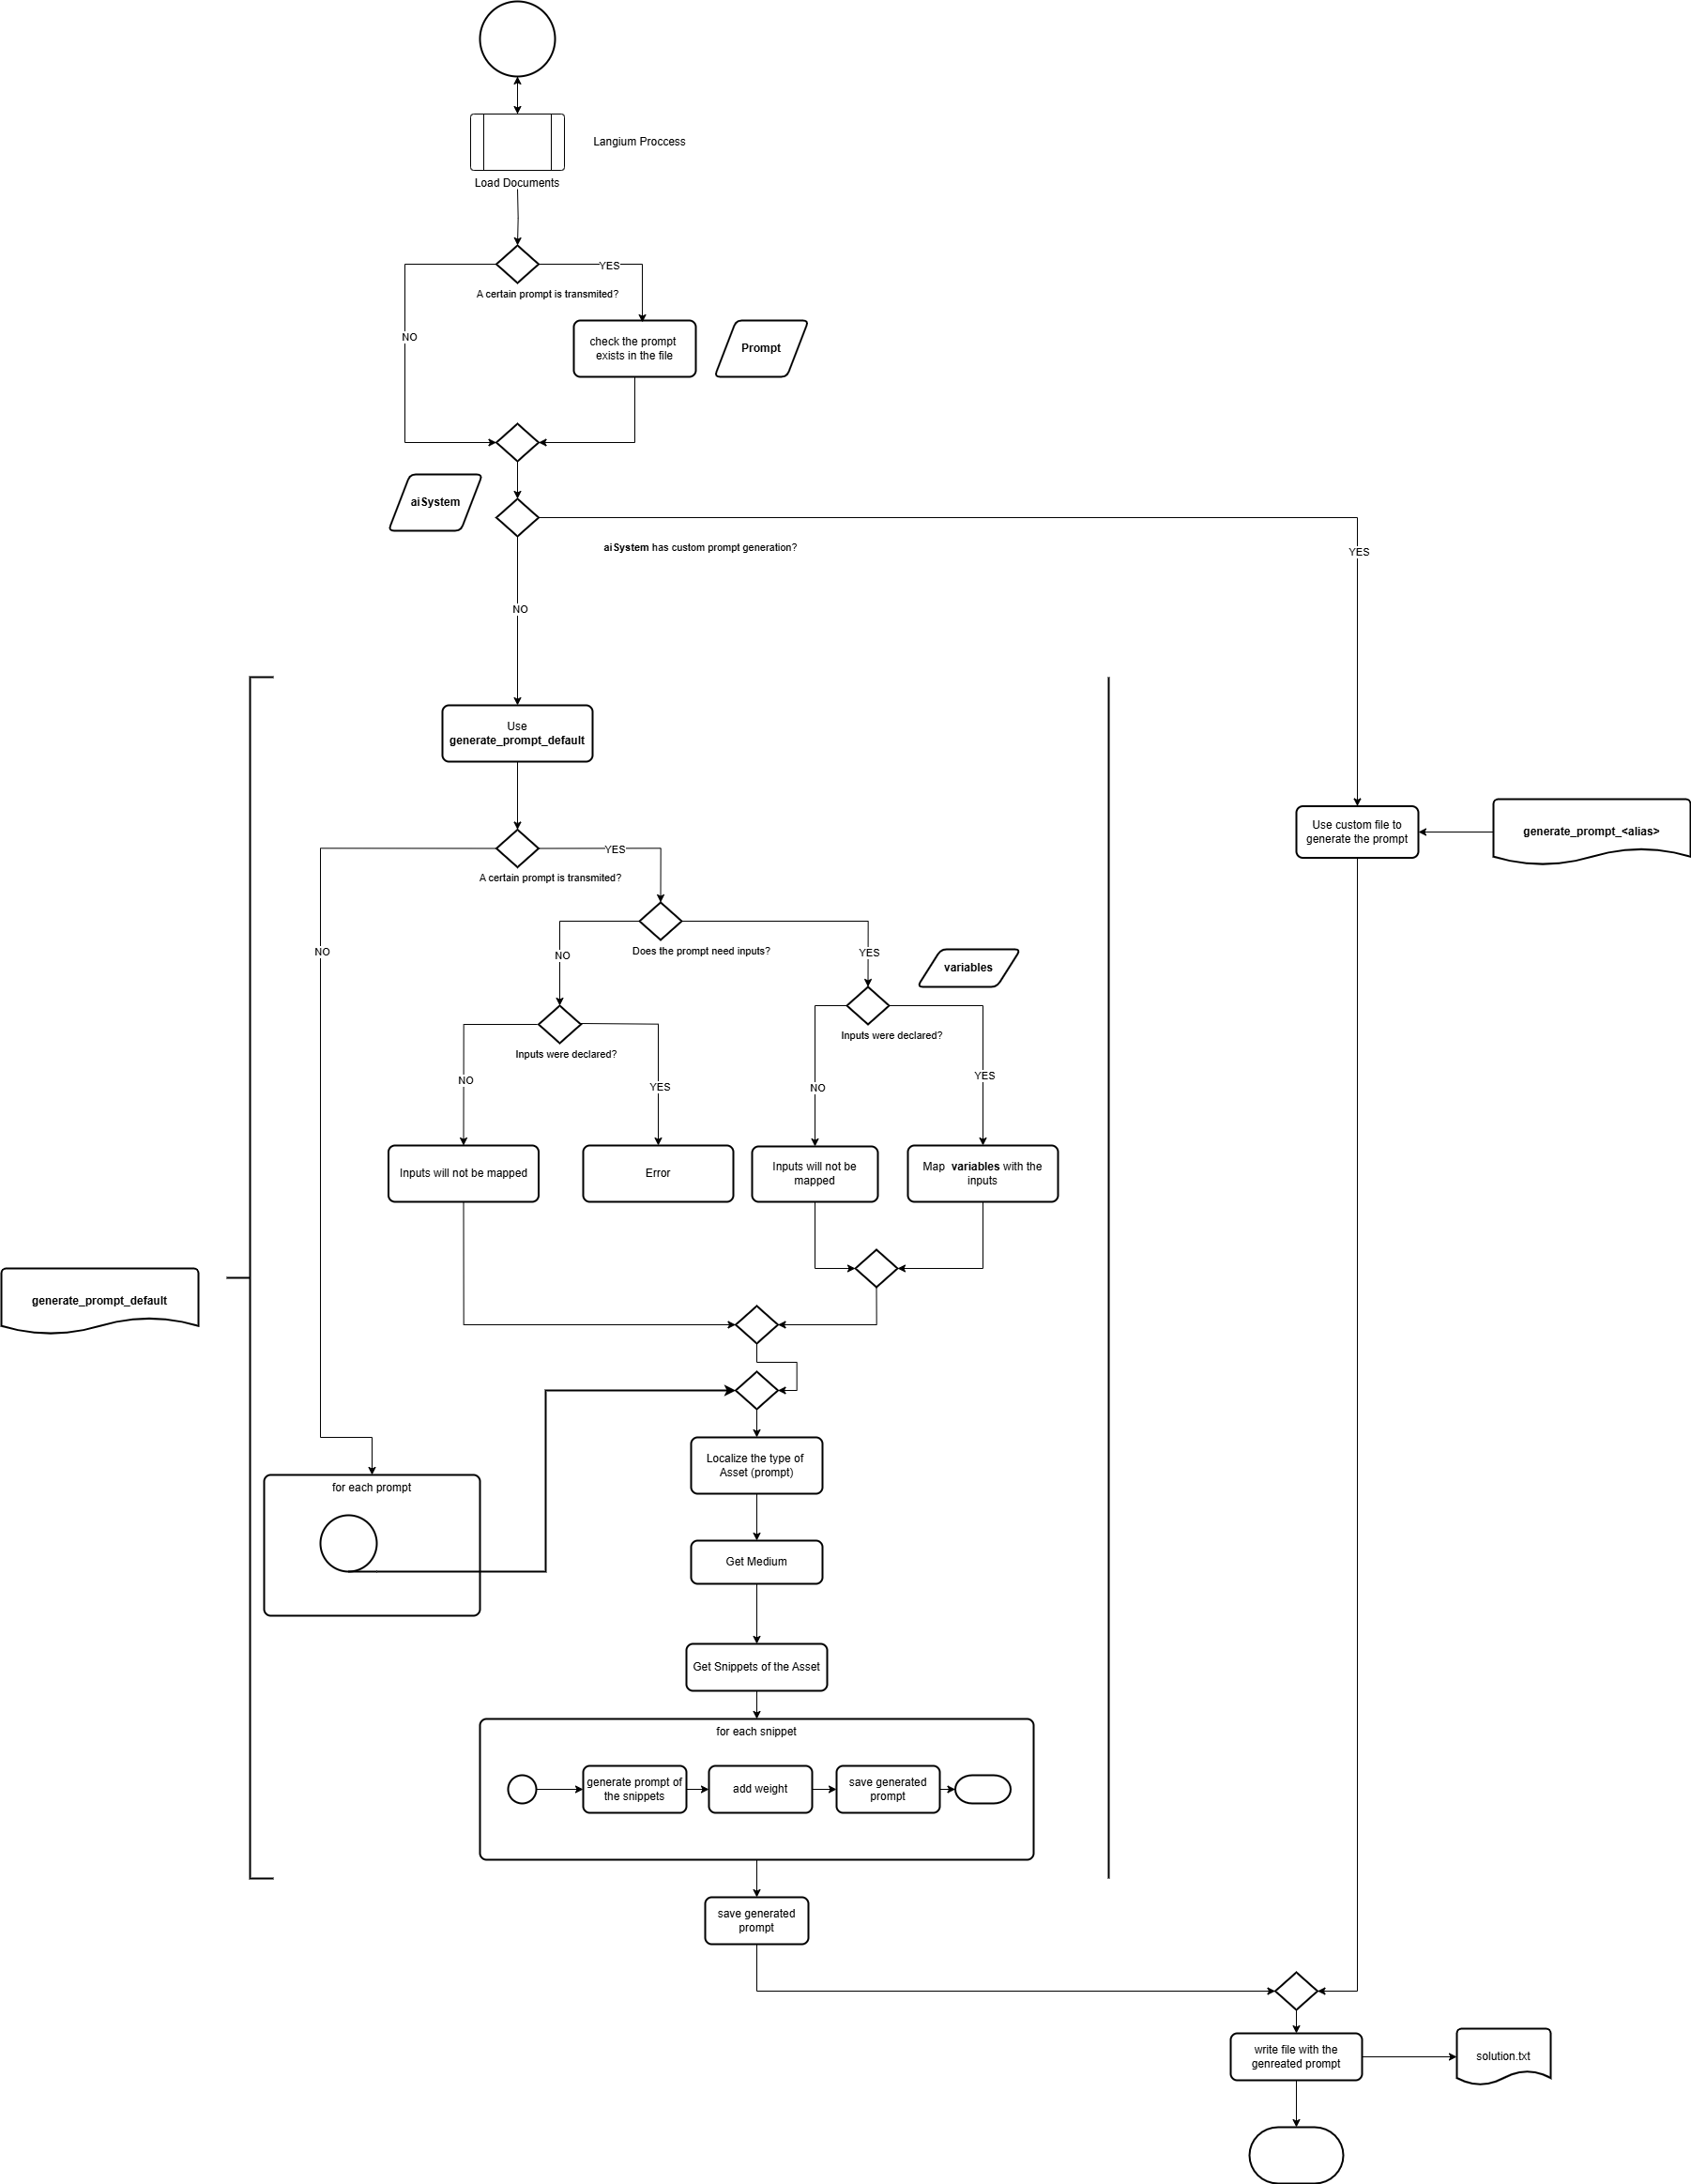 Langium Proccess
Load Documents
YES
A certain prompt is transmited?
NO
check the prompt
exists in the file
Prompt
aiSystem
aiSystem has custom prompt generation?
YES
NO
Use
generate_prompt_default
Use custom file to
generate the prompt
generate_prompt_<alias>
YES
A certain prompt is transmited?
NO
Does the prompt need inputs?
NO
YES
variables
Inputs were declared?
Inputs were declared?
NO
YES
NO
YES
Inputs will not be mapped
Error
Inputs will not be
mapped
Map  variables with the
inputs
generate_prompt_default
Localize the type of
Asset (prompt)
for each prompt
Get Medium
Get Snippets of the Asset
for each snippet
generate prompt of
the snippets
add weight
save generated
prompt
save generated
prompt
write file with the
genreated prompt
solution.txt